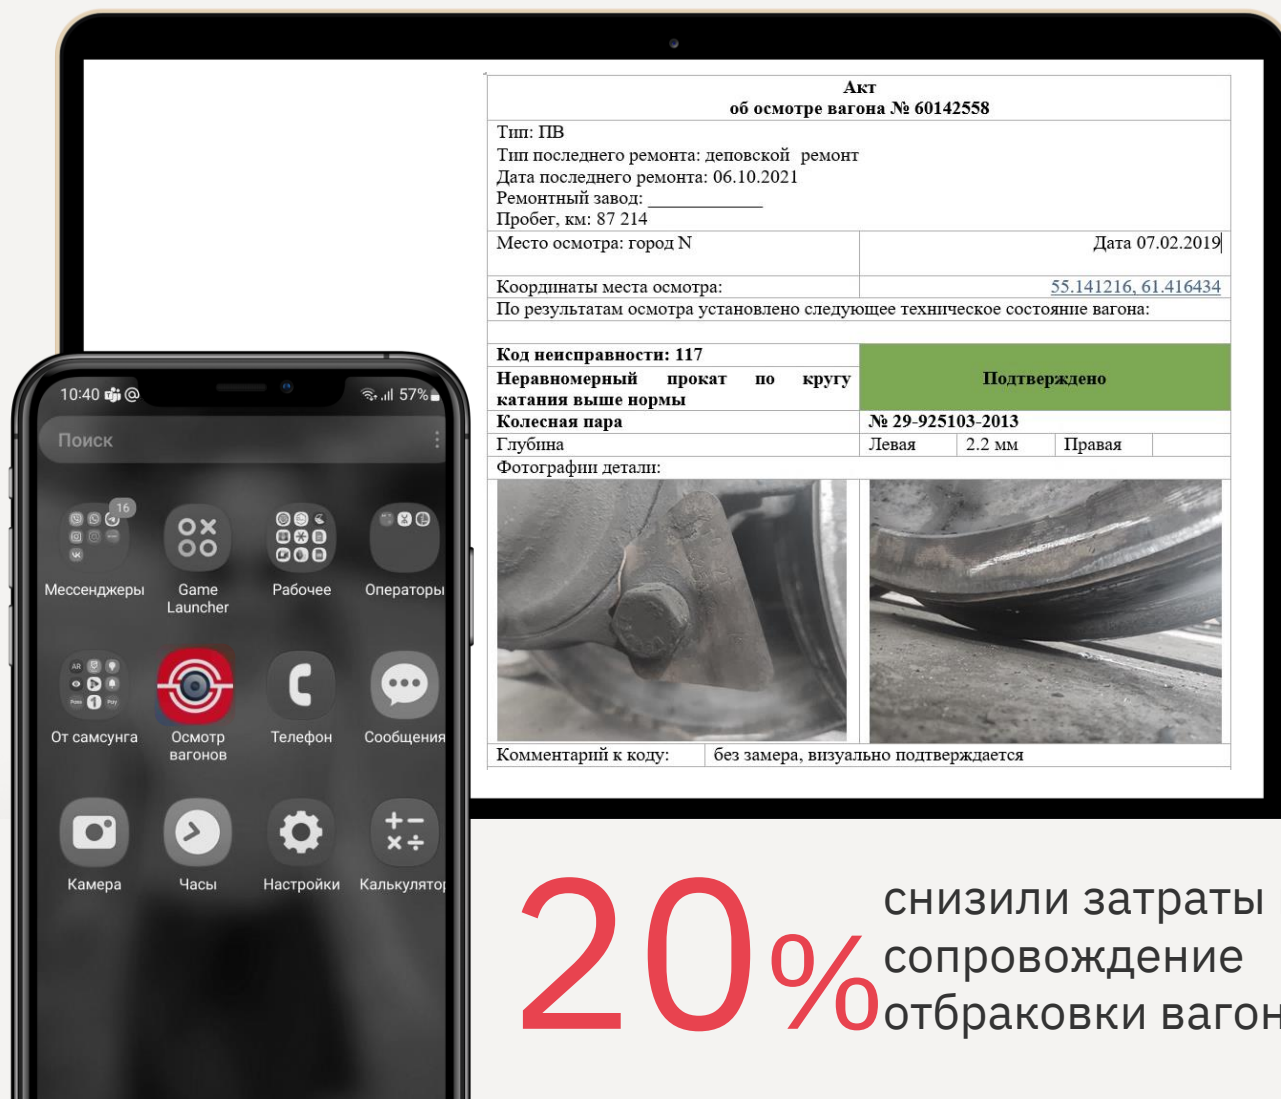 Акт
об осмотре вагона № 60142558
Тип: ПВ
Тип последнего ремонта: деповской ремонт
Дата последнего ремонта: 06.10.2021
Ремонтный завод: ____________
Пробег, км: 87 214
Место осмотра: город N
Дата 07.02.2019
Координаты места осмотра:
55.141216, 61.416434
По результатам осмотра установлено следующее техническое состояние вагона:
Код неисправности: 117
Неравномерный прокат по кругу
катания выше нормы
Подтверждено
Колесная пара
№ 29-925103-2013
Глубина
Левая
2.2 мм
Правая
Фотографии детали:
Комментарий к коду:
без замера, визуально подтверждается
10:40
57%
Поиск
16
Мессенджеры
Game
Launcher
Рабочее
Операторы
От самсунга
Осмотр
вагонов
Телефон
Сообщения
Камера
Часы
Настройки
Калькулятор
20%
снизили затраты
сопровождение
отбраковки вагон